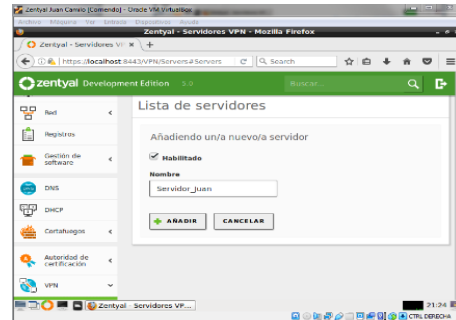 Zentyal Juan Camilo [Corriendo] - Oracle VM VirtualBox
Archivo Máquina Ver Entrada Dispositivos Ayuda
Zentyal - Servidores VPN - Mozilla Firefox
Zentyal - Servidores VP
https://localhost:8443/VPN/Servers#Servers
Search
zentyal Development Edition 5.0
Buscar...
Red
Registros
Gestión de software
DNS
DHCP
Cortafuegos
Autoridad de certificación
VPN
Lista de servidores
Añadiendo un/a nuevo/a servidor
Habilitado
Nombre
Servidor_Juan
AÑADIR
CANCELAR
Zentyal - Servidores VP...
21:24
CTRL DERECHA